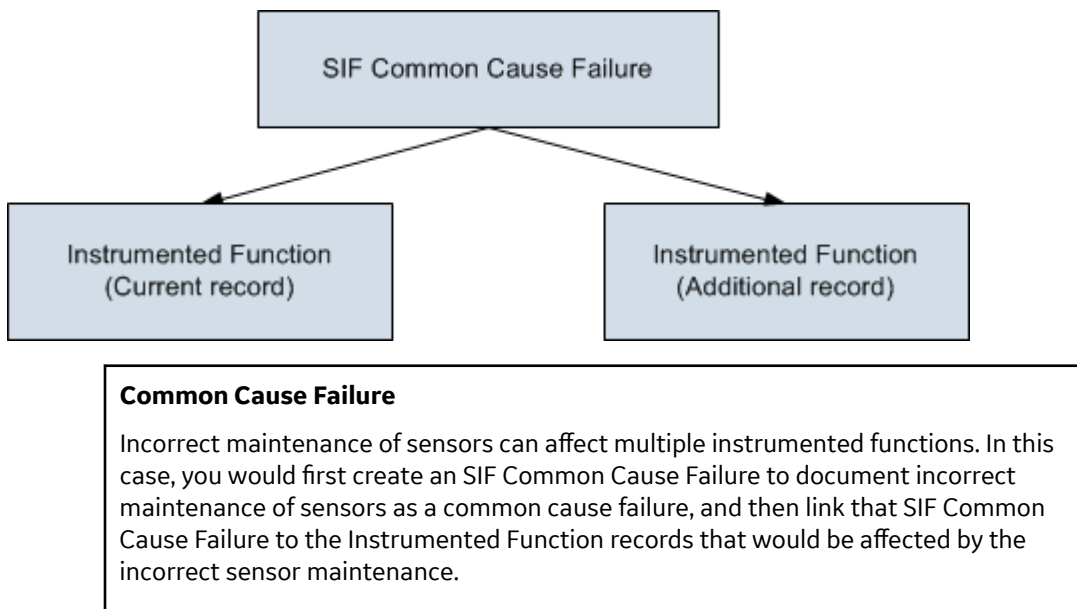 SIF Common Cause Failure
Instrumented Function
(Current record)
Instrumented Function
(Additional record)
Common Cause Failure
Incorrect maintenance of sensors can affect multiple instrumented functions. In this
case, you would first create an SIF Common Cause Failure to document incorrect
maintenance of sensors as a common cause failure, and then link that SIF Common
Cause Failure to the Instrumented Function records that would be affected by the
incorrect sensor maintenance.